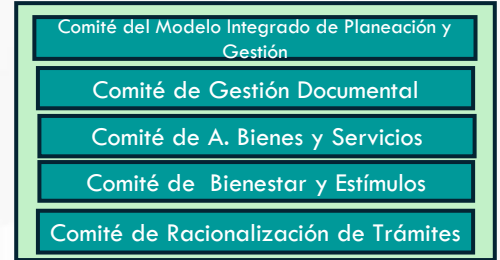 Comité del Modelo Integrado de Planeación y
Gestión
Comité de Gestión Documental
Comité de A. Bienes y Servicios
Comité de Bienestar y Estímulos
Comité de Racionalización de Trámites